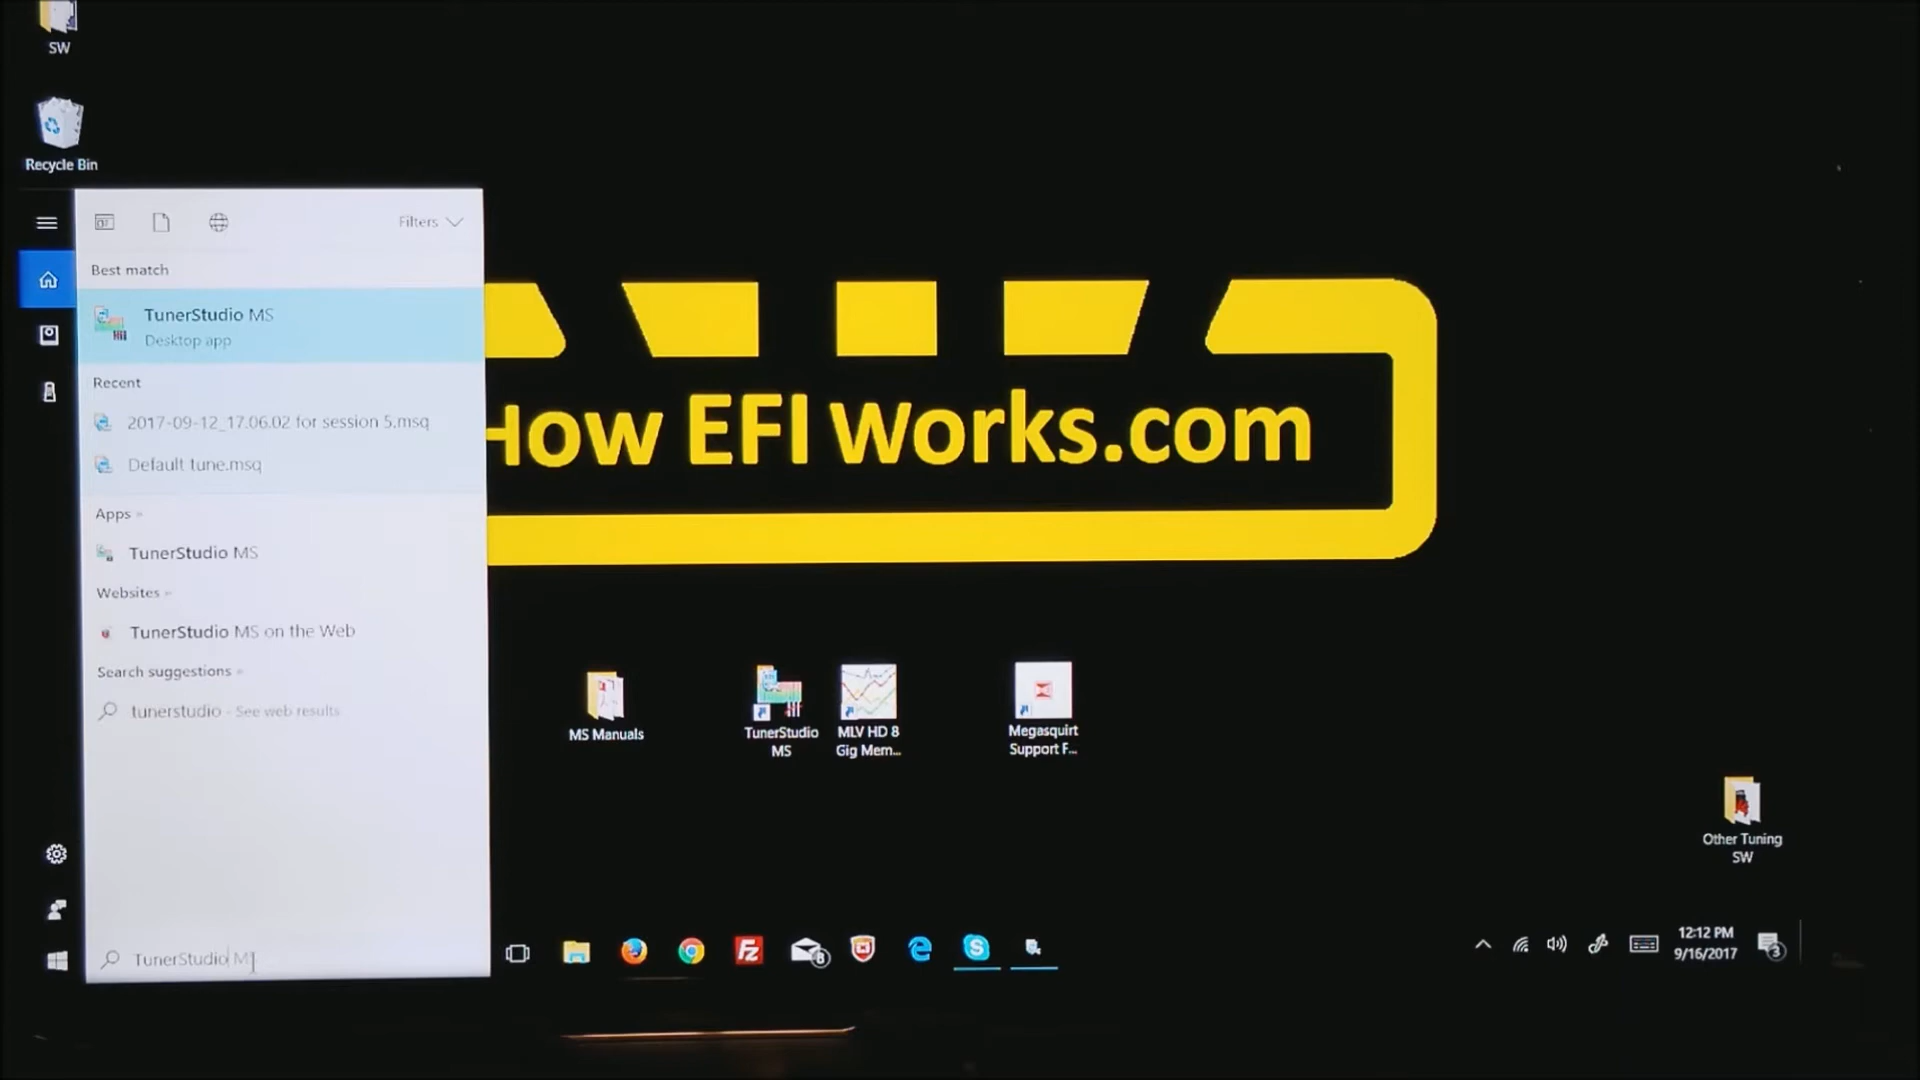 SW
Recycle Bin
Filters
Best match
TunerStudio MS
Desktop app
Recent
2017-09-12_17.06.02 for session 5.msq
Default tune.msq
Apps
TunerStudio MS
Websites
TunerStudio MS on the Web
Search suggestions
tunerstudio - See web results
TunerStudio M
How EFI Works.com
MS Manuals
TunerStudio
MS
MLV HD 8
Gig Mem...
Megasquirt
Support F...
Other Tuning
SW
Fz
8
12:12 PM
9/16/2017
3